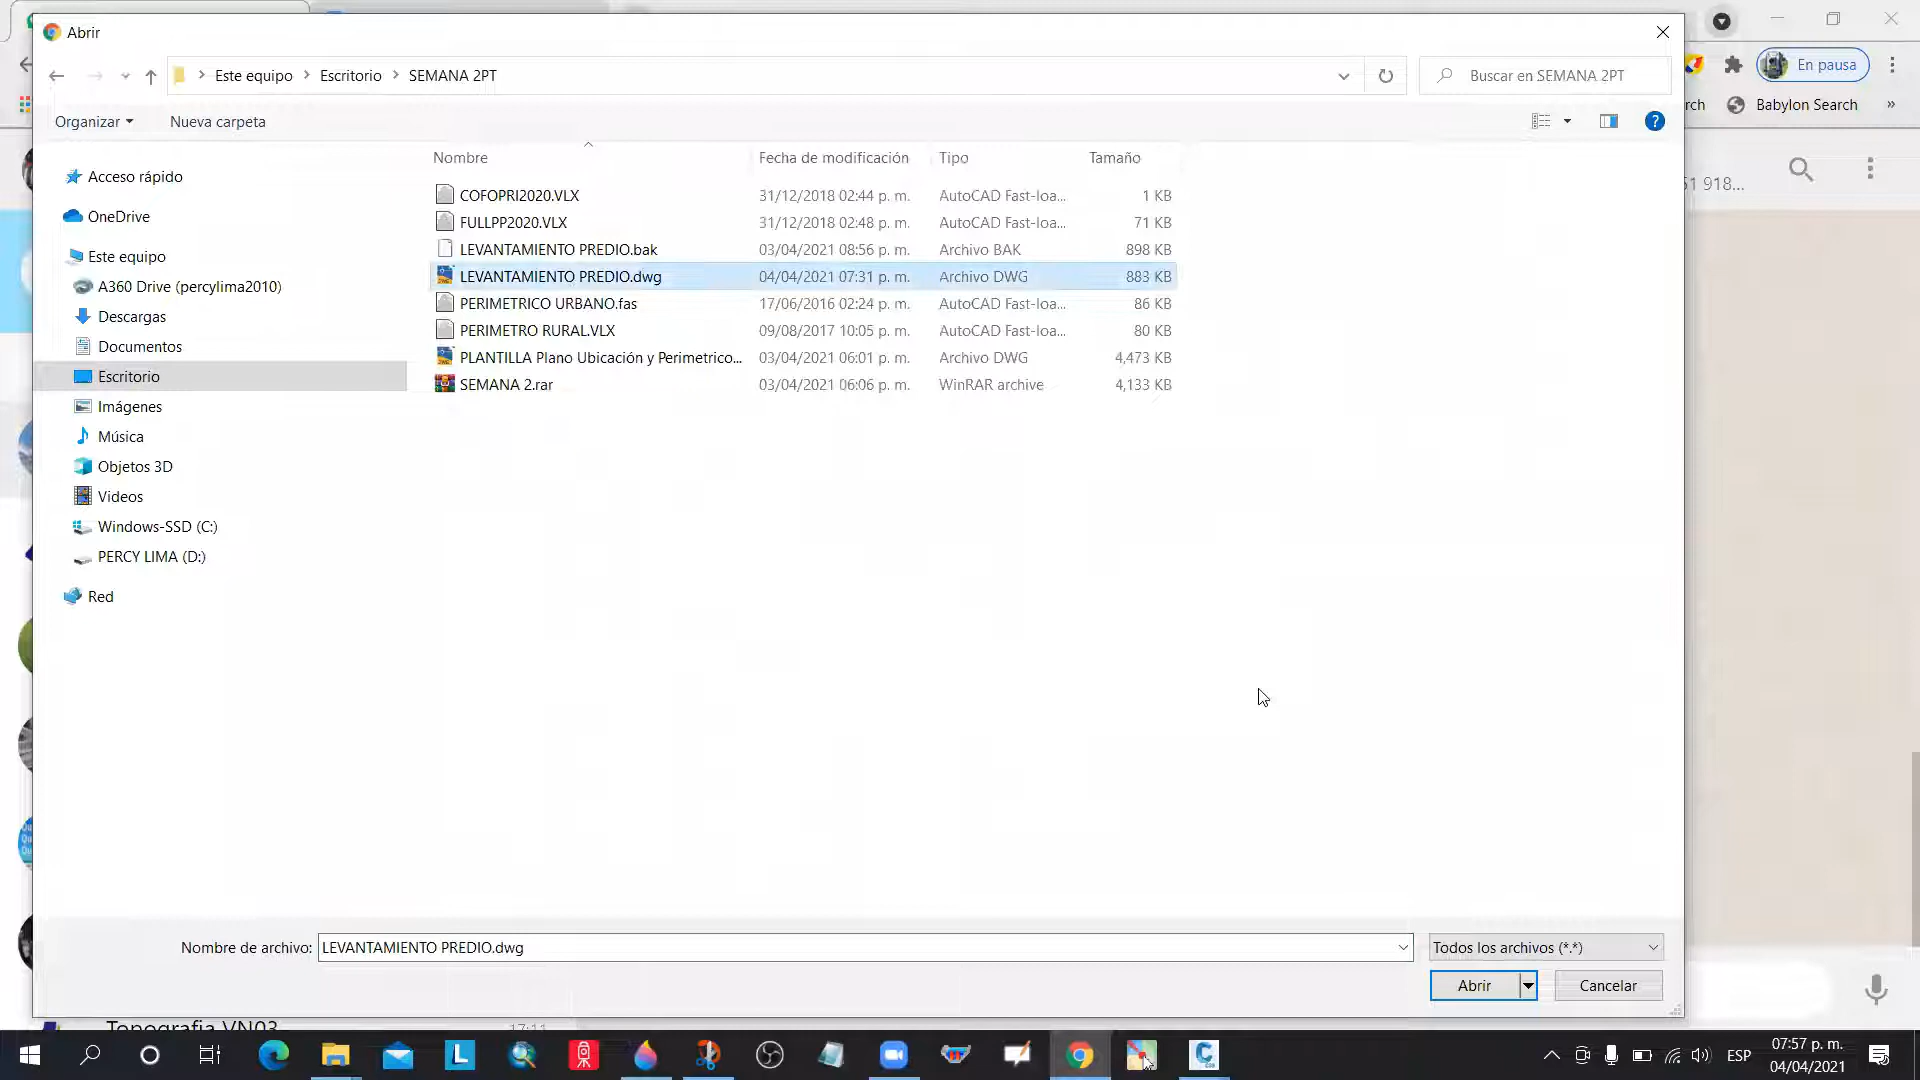 Abrir
En pausa
Este equipo
Escritorio
SEMANA 2PT
Buscar en SEMANA 2PT
rch
Babylon Search
»
Organizar
Nueva carpeta
?
Nombre
Fecha de modificación
Tipo
Tamaño
Acceso rápido
OneDrive
Este equipo
A360 Drive (percylima2010)
Descargas
Documentos
Escritorio
Imágenes
Música
Objetos 3D
Videos
Windows-SSD (C:)
PERCY LIMA (D:)
Red
COFOPRI2020.VLX 31/12/2018 02:44 p. m. AutoCAD Fast-loa... 1 KB
FULLPP2020.VLX 31/12/2018 02:48 p. m. AutoCAD Fast-loa... 71 KB
LEVANTAMIENTO PREDIO.bak 03/04/2021 08:56 p. m. Archivo BAK 898 KB
LEVANTAMIENTO PREDIO.dwg 04/04/2021 07:31 p. m. Archivo DWG 883 KB
PERIMETRICO URBANO.fas 17/06/2016 02:24 p. m. AutoCAD Fast-loa... 86 KB
PERIMETRO RURAL.VLX 09/08/2017 10:05 p. m. AutoCAD Fast-loa... 80 KB
PLANTILLA Plano Ubicación y Perimetrico... 03/04/2021 06:01 p. m. Archivo DWG 4,473 KB
SEMANA 2.rar 03/04/2021 06:06 p. m. WinRAR archive 4,133 KB
51 918...
Nombre de archivo: LEVANTAMIENTO PREDIO.dwg
Todos los archivos (*.*)
Abrir
Cancelar
Topografia VN03
17:11
ESP
07:57 p. m.
04/04/2021